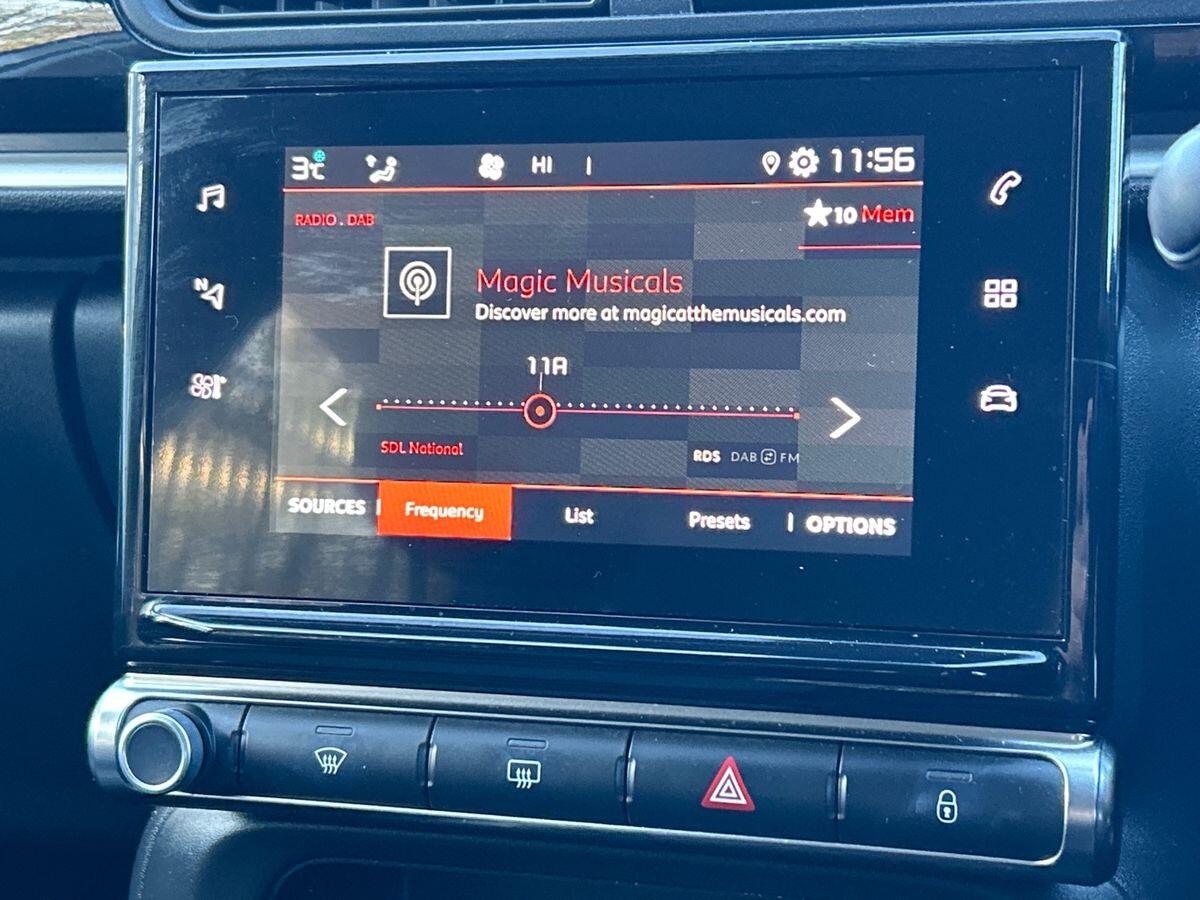 3°C HI 11:56
RADIO . DAB
10 Mem
Magic Musicals
Discover more at magicatthemusicals.com
11A
N
SDL National
RDS DAB FM
SOURCES Frequency List Presets OPTIONS